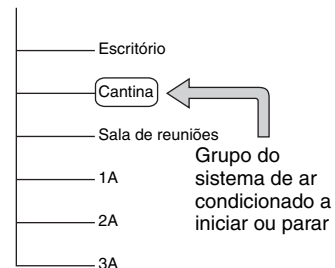 Escritório
Cantina
Sala de reuniões
1A
2A
3A
Grupo do
sistema de ar
condicionado a
iniciar ou parar